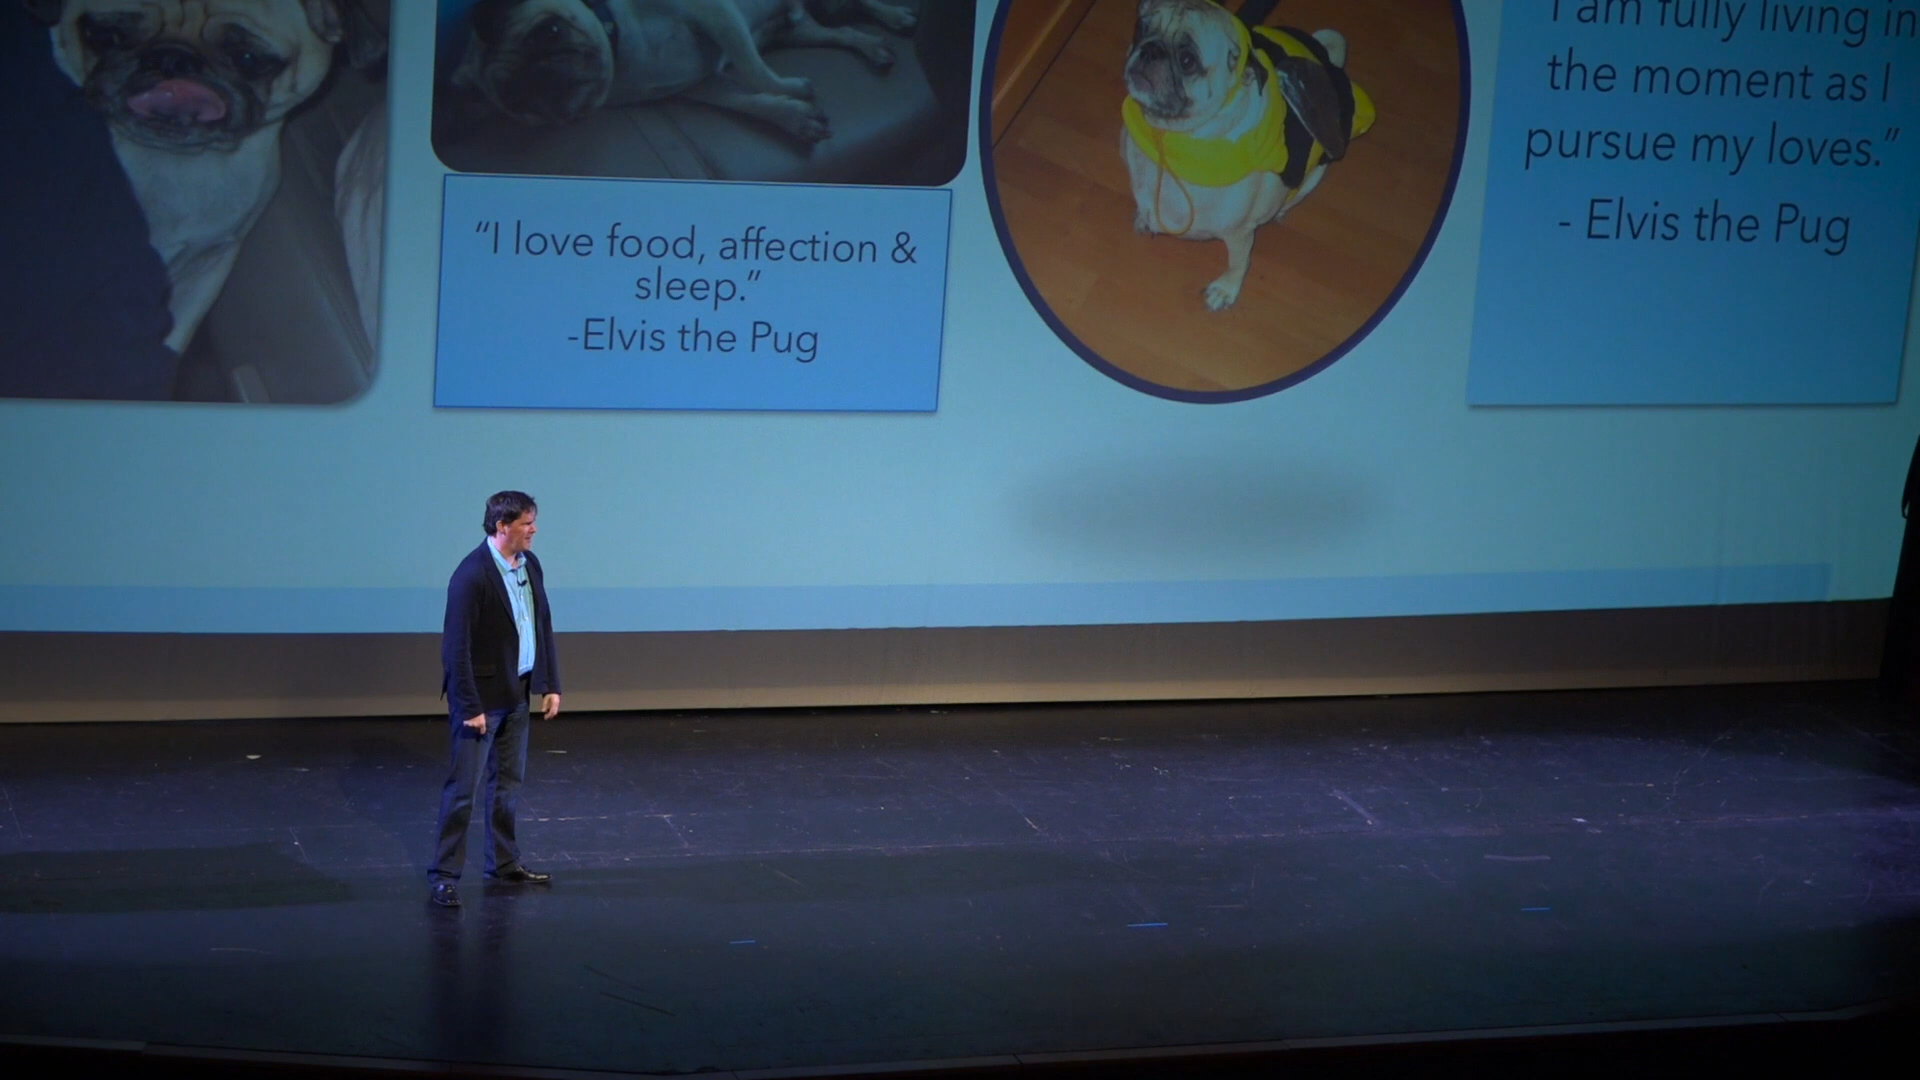 “I love food, affection &
sleep.”
-Elvis the Pug
I am fully living in
the moment as I
pursue my loves.”
- Elvis the Pug